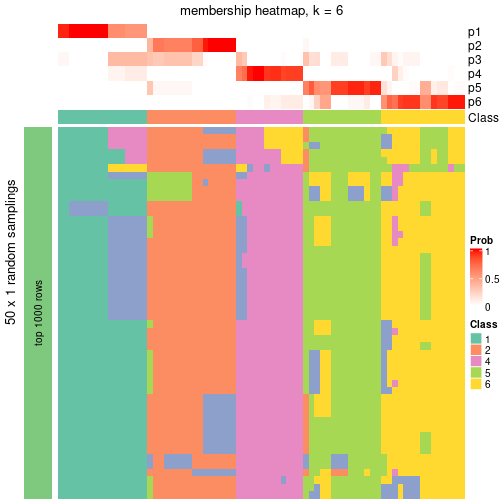 membership heatmap, k = 6
p1
p2
p3
p4
p5
p6
Class
50 x 1 random samplings
top 1000 rows
Prob
1
0.5
0
Class
1
2
4
5
6